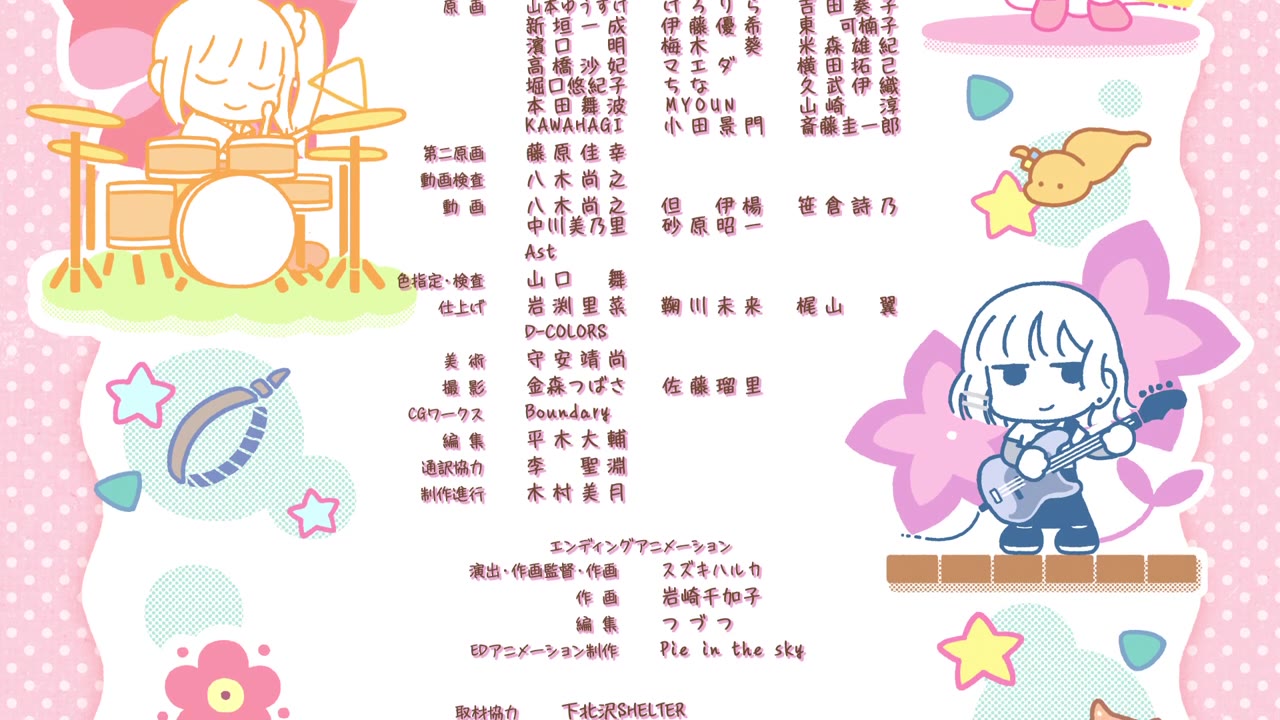 原画 山本ゆうすけ けろりら 吉田奏子
新垣一成 伊藤優希 東 可楠子
濱口 明 梅木 葵 米森雄紀
高橋沙妃 マエダ 横田拓己
堀口悠紀子 ちな 久武伊織
本田舞波 MYOUN 山崎 淳
KAWAHAGI 小田景門 斎藤圭一郎
第二原画 藤原佳幸
動画検査 八木尚之
動画 八木尚之 但 伊楊 笹倉詩乃
中川美乃里 砂原昭一
Ast
色指定・検査 山口 舞
仕上げ 岩渕里菜 鞠川未来 梶山 翼
D-COLORS
美術 守安靖尚
撮影 金森つばさ 佐藤瑠里
CGワークス Boundary
編集 平木大輔
通訳協力 李 聖淵
制作進行 木村美月
エンディングアニメーション
演出・作画監督・作画 スズキハルカ
作画 岩崎千加子
編集 つづつ
EDアニメーション制作 Pie in the sky
取材協力 下北沢SHELTER